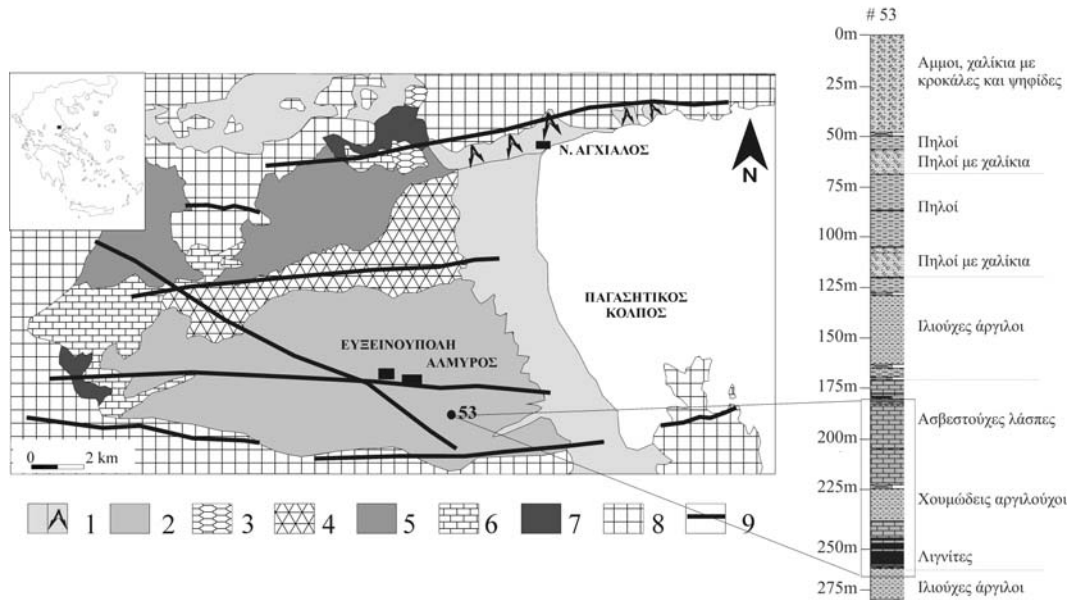 # 53
0m
Αμμοι, χαλίκια με
κροκάλες και ψηφίδες
25m
50m
Πηλοί
Πηλοί με χαλίκια
75m
Πηλοί
100m
Πηλοί με χαλίκια
125m
Ιλιούχες άργιλοι
150m
175m
Ασβεστούχες λάσπες
200m
225m
Χουμώδεις αργιλούχοι
250m
Λιγνίτες
275m
Ιλιούχες άργιλοι
Ν. ΑΓΧΙΑΛΟΣ
N
ΠΑΓΑΣΗΤΙΚΟΣ
ΚΟΛΠΟΣ
ΕΥΞΕΙΝΟΥΠΟΛΗ
ΑΛΜΥΡΟΣ
53
0 2 km
1 2 3 4 5 6 7 8 9